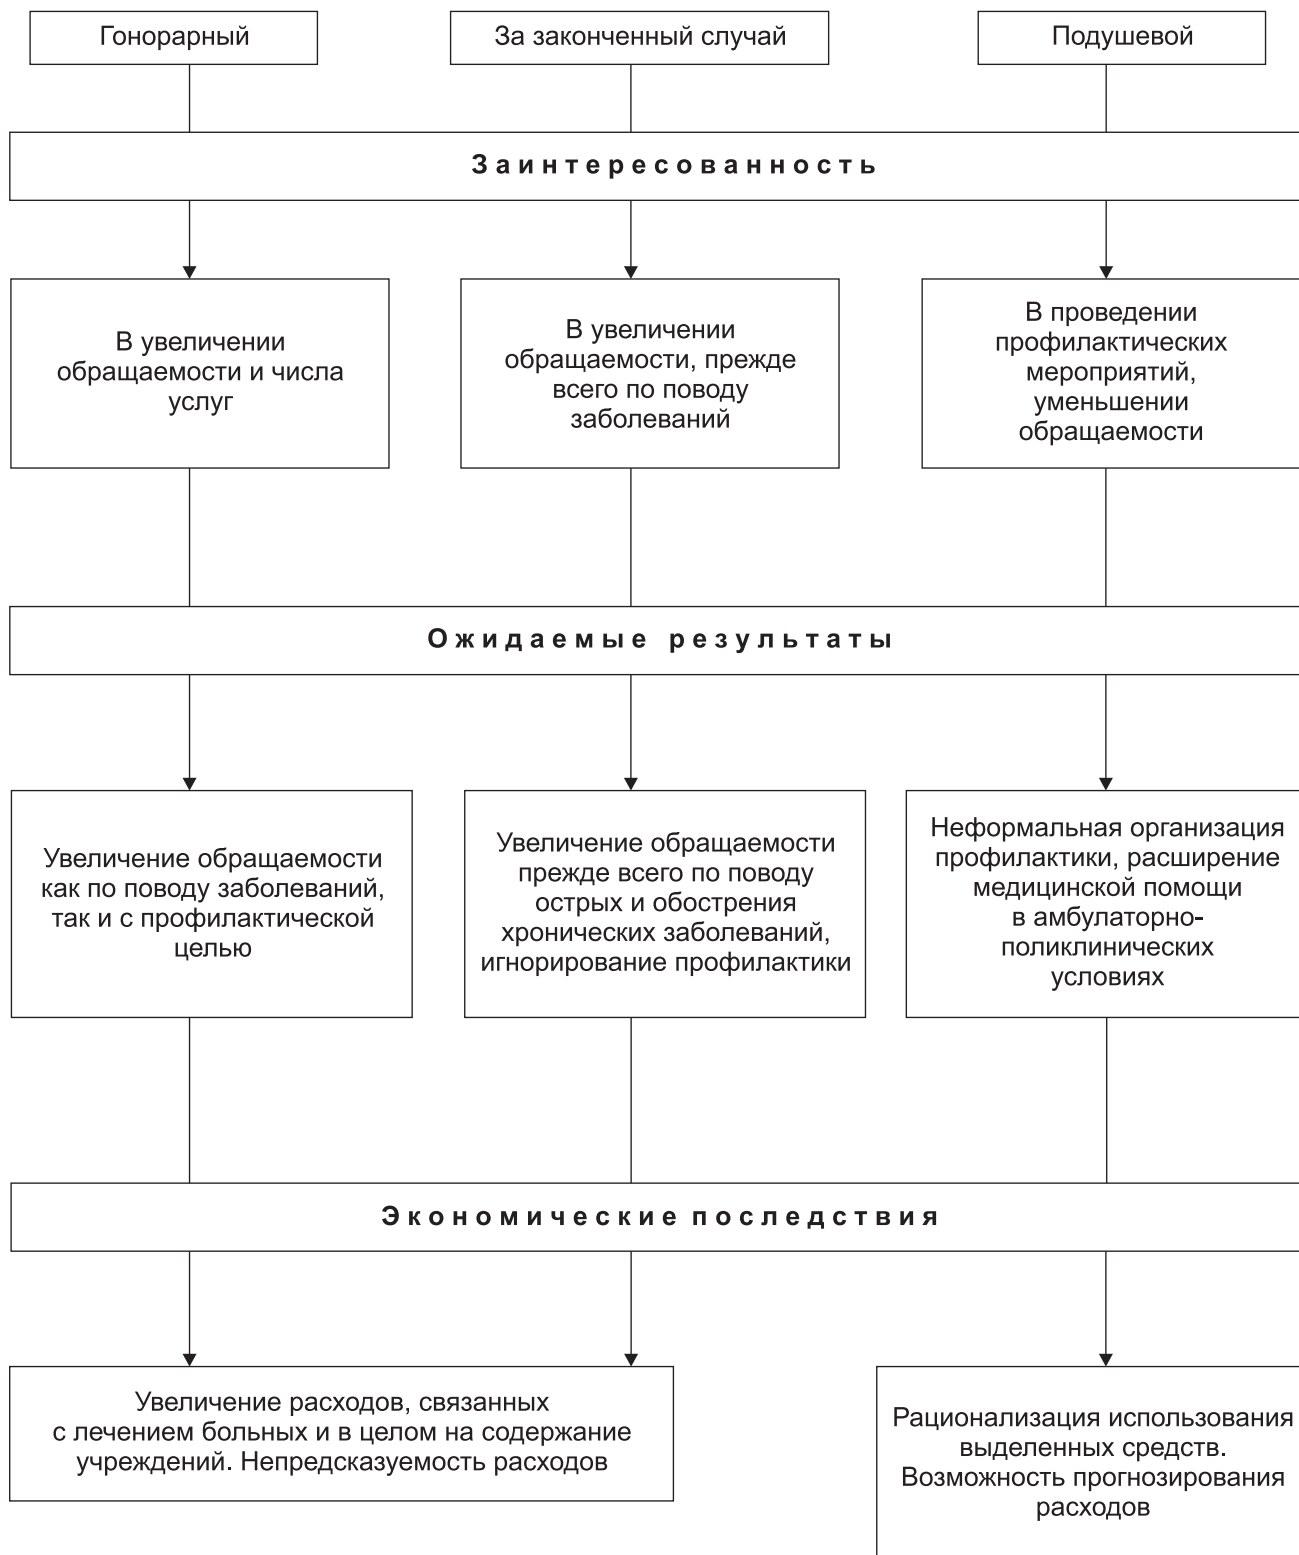 Гонорарный
За законченный случай
Подушевой
Заинтересованность
В увеличении
обращаемости и числа
услуг
В увеличении
обращаемости, прежде
всего по поводу
заболеваний
В проведении
профилактических
мероприятий,
уменьшении
обращаемости
Ожидаемые результаты
Увеличение обращаемости
как по поводу заболеваний,
так и с профилактической
целью
Увеличение обращаемости
прежде всего по поводу
острых и обострения
хронических заболеваний,
игнорирование профилактики
Неформальная организация
профилактики, расширение
медицинской помощи
в амбулаторно-
поликлинических
условиях
Экономические последствия
Увеличение расходов, связанных
с лечением больных и в целом на содержание
учреждений. Непредсказуемость расходов
Рационализация использования
выделенных средств.
Возможность прогнозирования
расходов